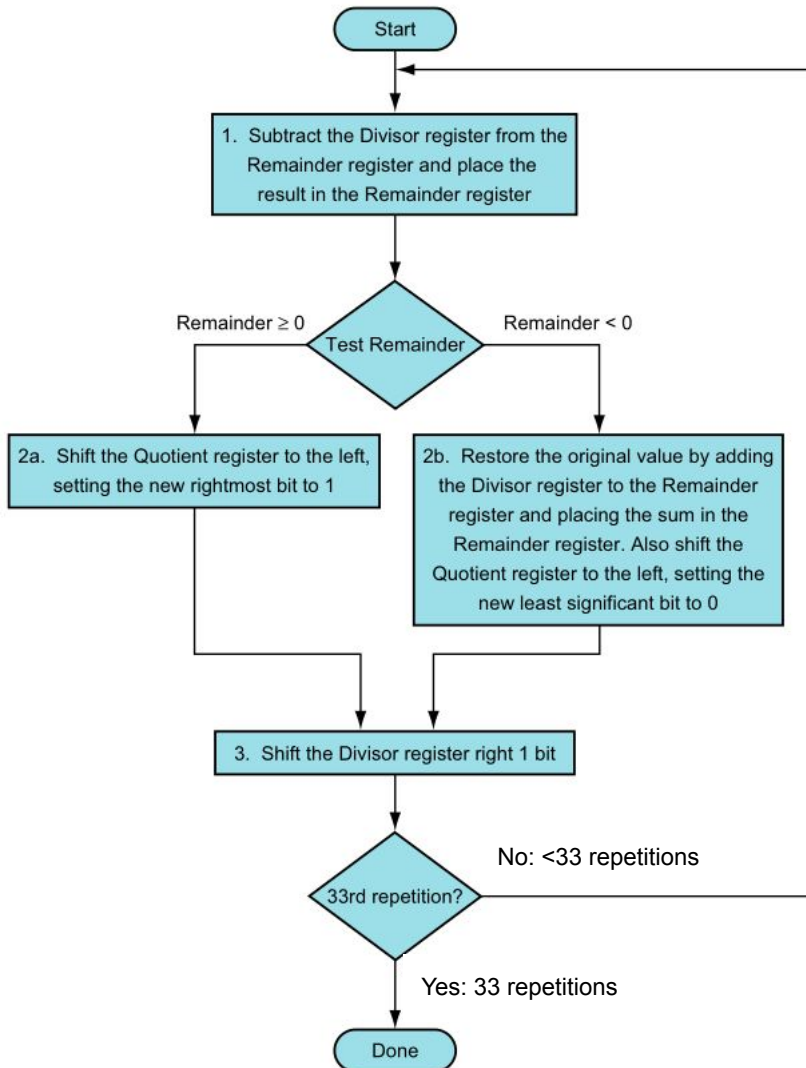 Start
1. Subtract the Divisor register from the
Remainder register and place the
result in the Remainder register
Remainder ≥ 0
Remainder < 0
Test Remainder
2a. Shift the Quotient register to the left,
setting the new rightmost bit to 1
2b. Restore the original value by adding
the Divisor register to the Remainder
register and placing the sum in the
Remainder register. Also shift the
Quotient register to the left, setting the
new least significant bit to 0
3. Shift the Divisor register right 1 bit
No: <33 repetitions
33rd repetition?
Yes: 33 repetitions
Done